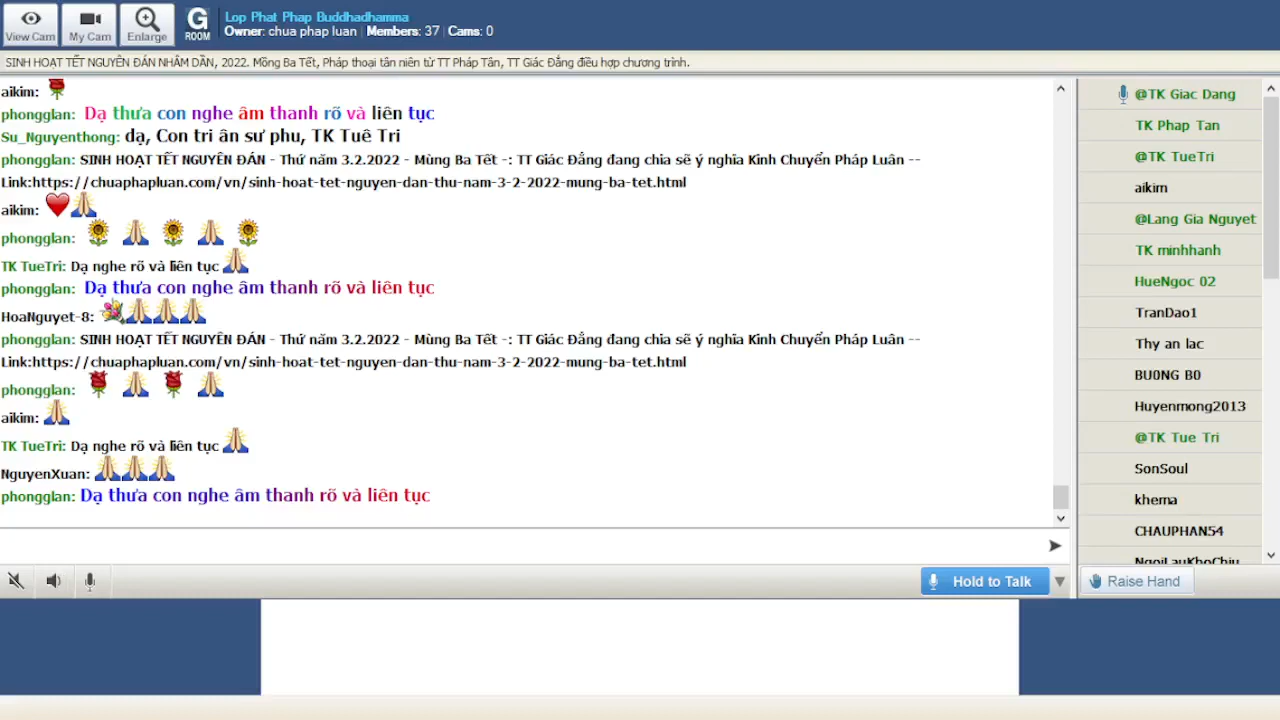 View Cam
My Cam
Enlarge
G
ROOM
Lop Phat Phap Buddhadhamma
Owner: chua phap luan | Members: 37 | Cams: 0
SINH HOẠT TẾT NGUYÊN ĐÁN NHÂM DẦN, 2022. Mồng Ba Tết, Pháp thoại tân niên từ TT Pháp Tân, TT Giác Đẳng điều hợp chương trình.
aikim:
phongglan: Dạ thưa con nghe âm thanh rõ và liên tục
Su_Nguyenthong: dạ, Con tri ân sư phu, TK Tuê Tri
phongglan: SINH HOẠT TẾT NGUYÊN ĐÁN - Thứ năm 3.2.2022 - Mùng Ba Tết -: TT Giác Đẳng đang chia sẽ ý nghia Kinh Chuyển Pháp Luân --
Link:https://chuaphapluan.com/vn/sinh-hoat-tet-nguyen-dan-thu-nam-3-2-2022-mung-ba-tet.html
aikim:
phongglan:
TK TueTri: Dạ nghe rõ và liên tục
phongglan: Dạ thưa con nghe âm thanh rõ và liên tục
HoaNguyet-8:
phongglan: SINH HOẠT TẾT NGUYÊN ĐÁN - Thứ năm 3.2.2022 - Mùng Ba Tết -: TT Giác Đẳng đang chia sẽ ý nghia Kinh Chuyển Pháp Luân --
Link:https://chuaphapluan.com/vn/sinh-hoat-tet-nguyen-dan-thu-nam-3-2-2022-mung-ba-tet.html
phongglan:
aikim:
TK TueTri: Dạ nghe rõ và liên tục
NguyenXuan:
phongglan: Dạ thưa con nghe âm thanh rõ và liên tục
Hold to Talk
@TK Giac Dang
TK Phap Tan
@TK TueTri
aikim
@Lang Gia Nguyet
TK minhhanh
HueNgoc 02
TranDao1
Thy an lac
BU0NG B0
Huyenmong2013
@TK Tue Tri
SonSoul
khema
CHAUPHAN54
NgoiLauKhoChiu
Raise Hand